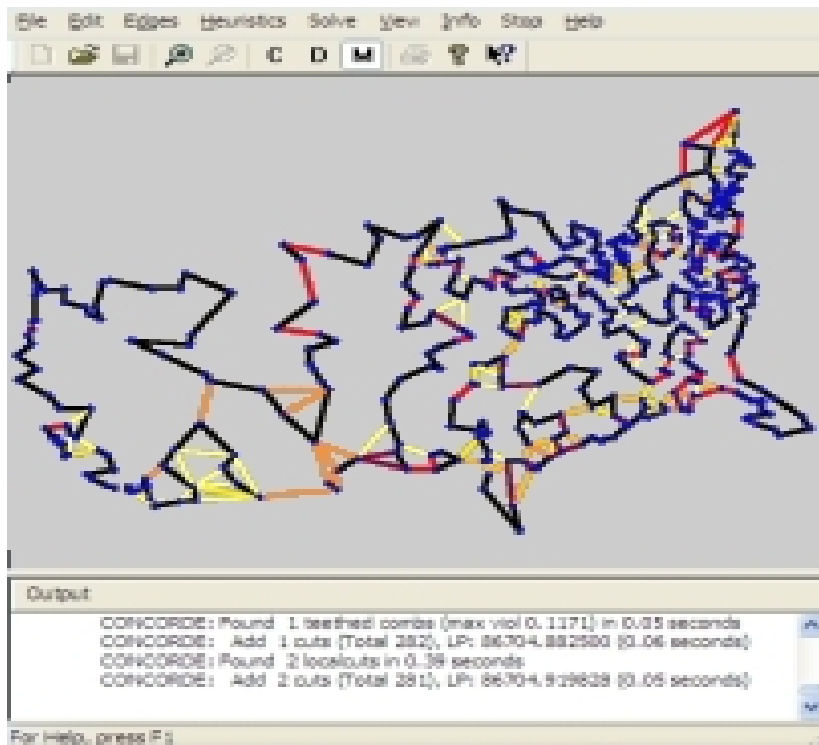 File Edit Edges Heuristics Solve View Info Stop Help
C D M
Output
CONCORDE: Found 1 teethed combs (max viol 0.1171) in 0.05 seconds
CONCORDE: Add 1 cuts (Total 282), LP: 86704.882580 (0.06 seconds)
CONCORDE: Found 2 localcuts in 0.39 seconds
CONCORDE: Add 2 cuts (Total 281), LP: 86704.919828 (0.05 seconds)
For Help, press F1